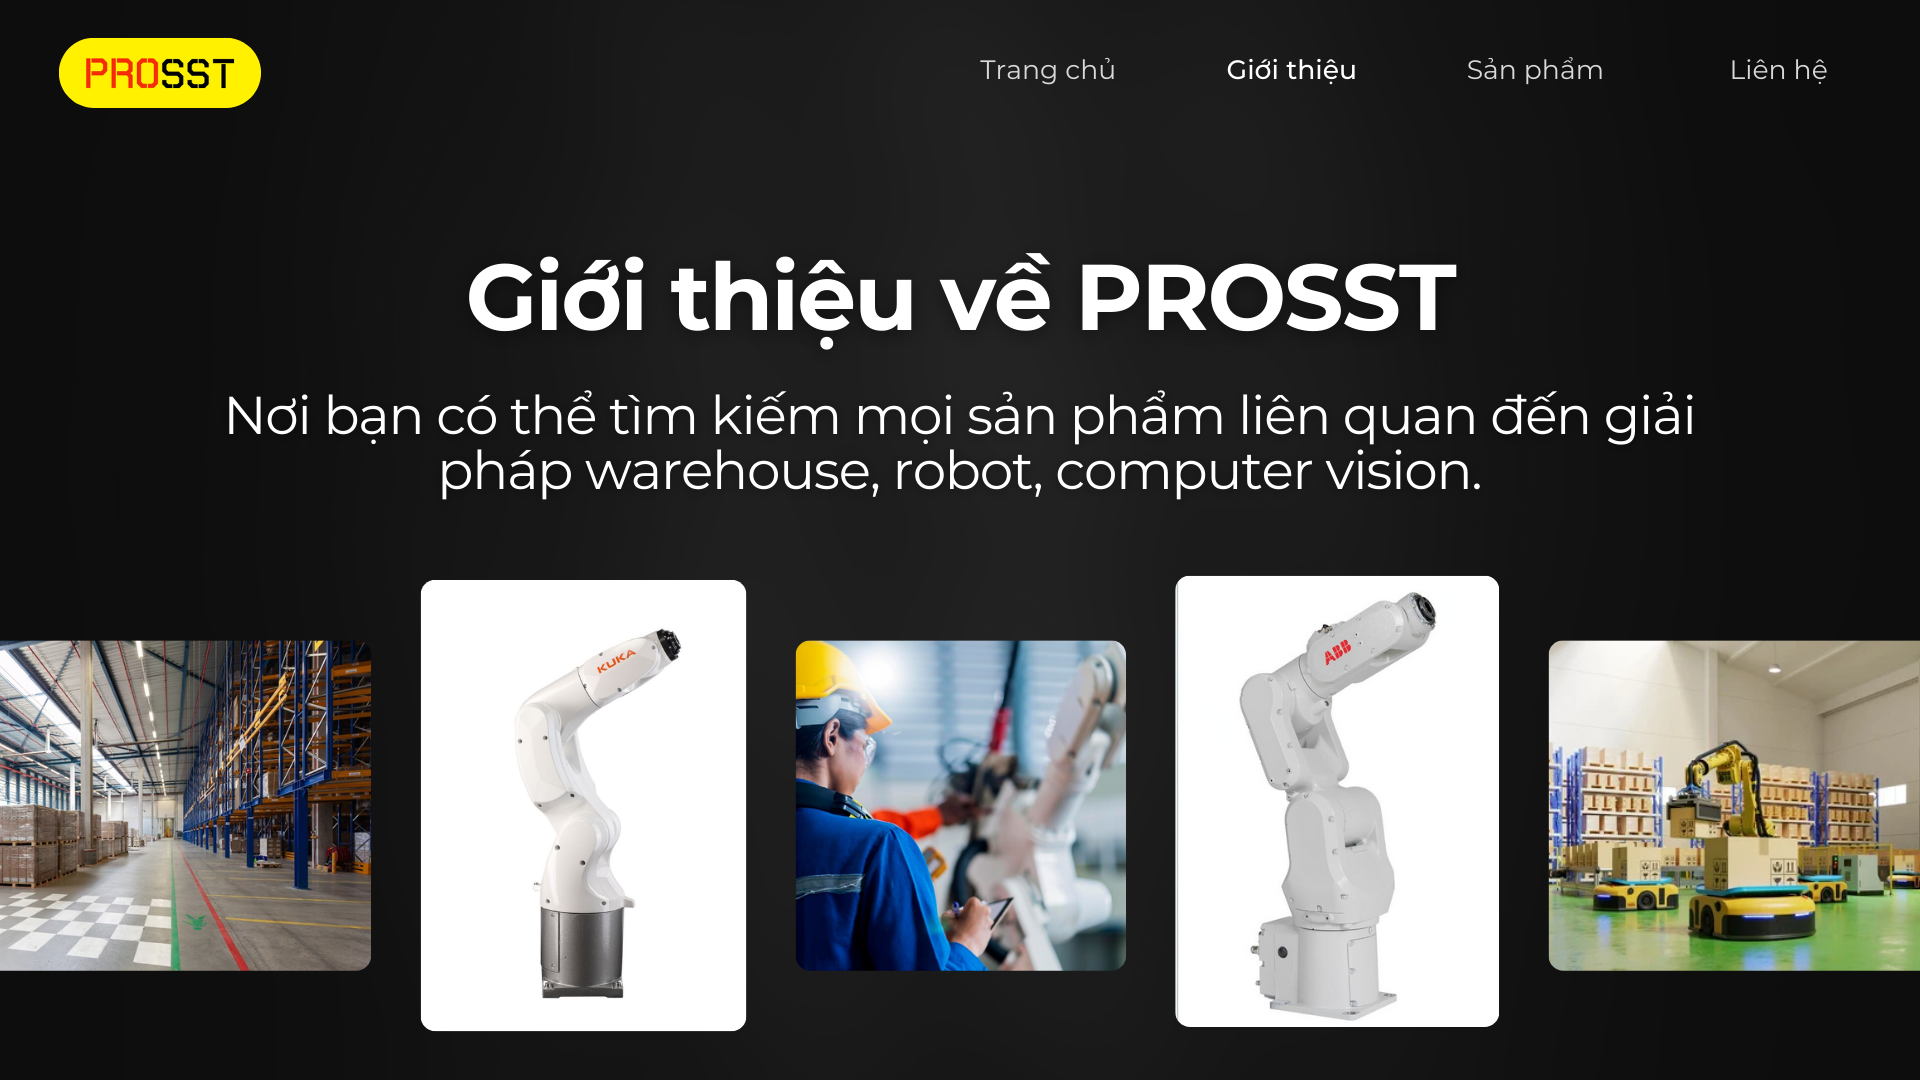 PROSST
Trang chủ
Giới thiệu
Sản phẩm
Liên hệ
Giới thiệu về PROSST
Nơi bạn có thể tìm kiếm mọi sản phẩm liên quan đến giải
pháp warehouse, robot, computer vision.
KUKA
ABB